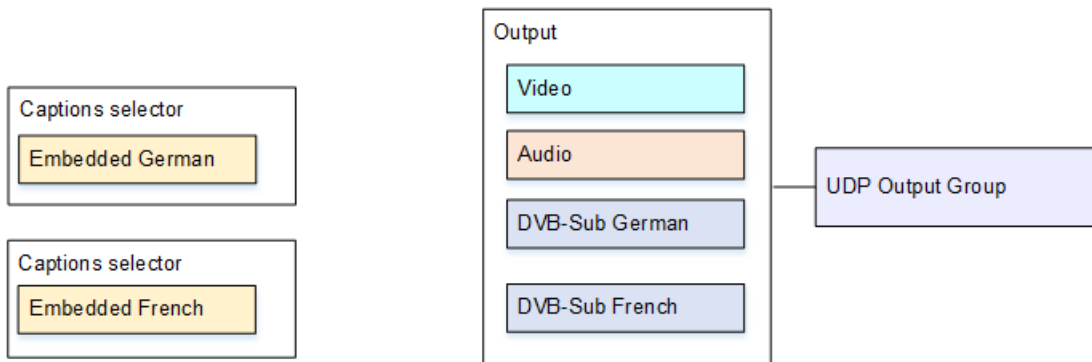 Captions selector
Embedded German
Captions selector
Embedded French
Output
Video
Audio
DVB-Sub German
DVB-Sub French
UDP Output Group